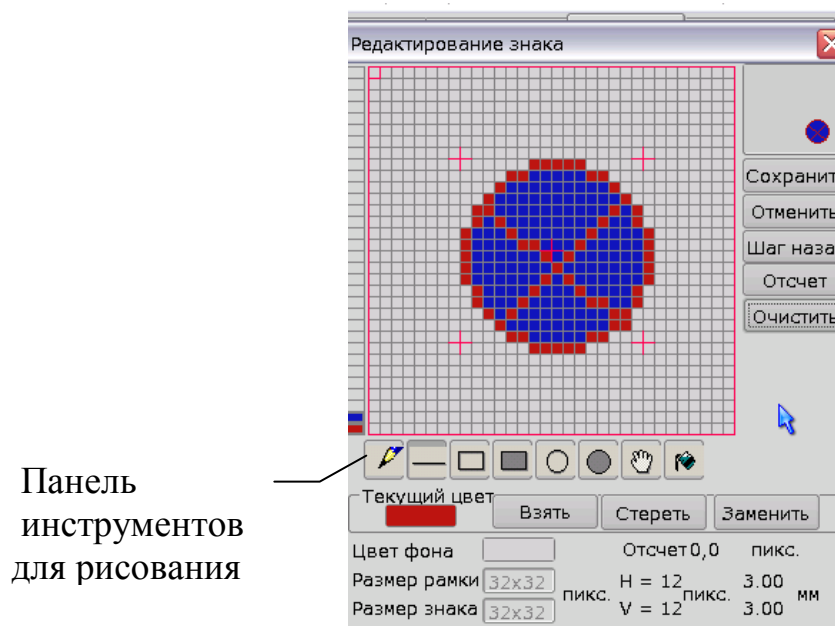 Редактирование знака
Сохранит
Отменить
Шаг наза
Отсчет
Очистить
Панель
инструментов
для рисования
Текущий цвет
Взять
Стереть
Заменить
Цвет фона
Отсчет 0,0 пикс.
Размер рамки 32x32 пикс. H = 12 пикс. 3.00 мм
Размер знака 32x32 V = 12 3.00